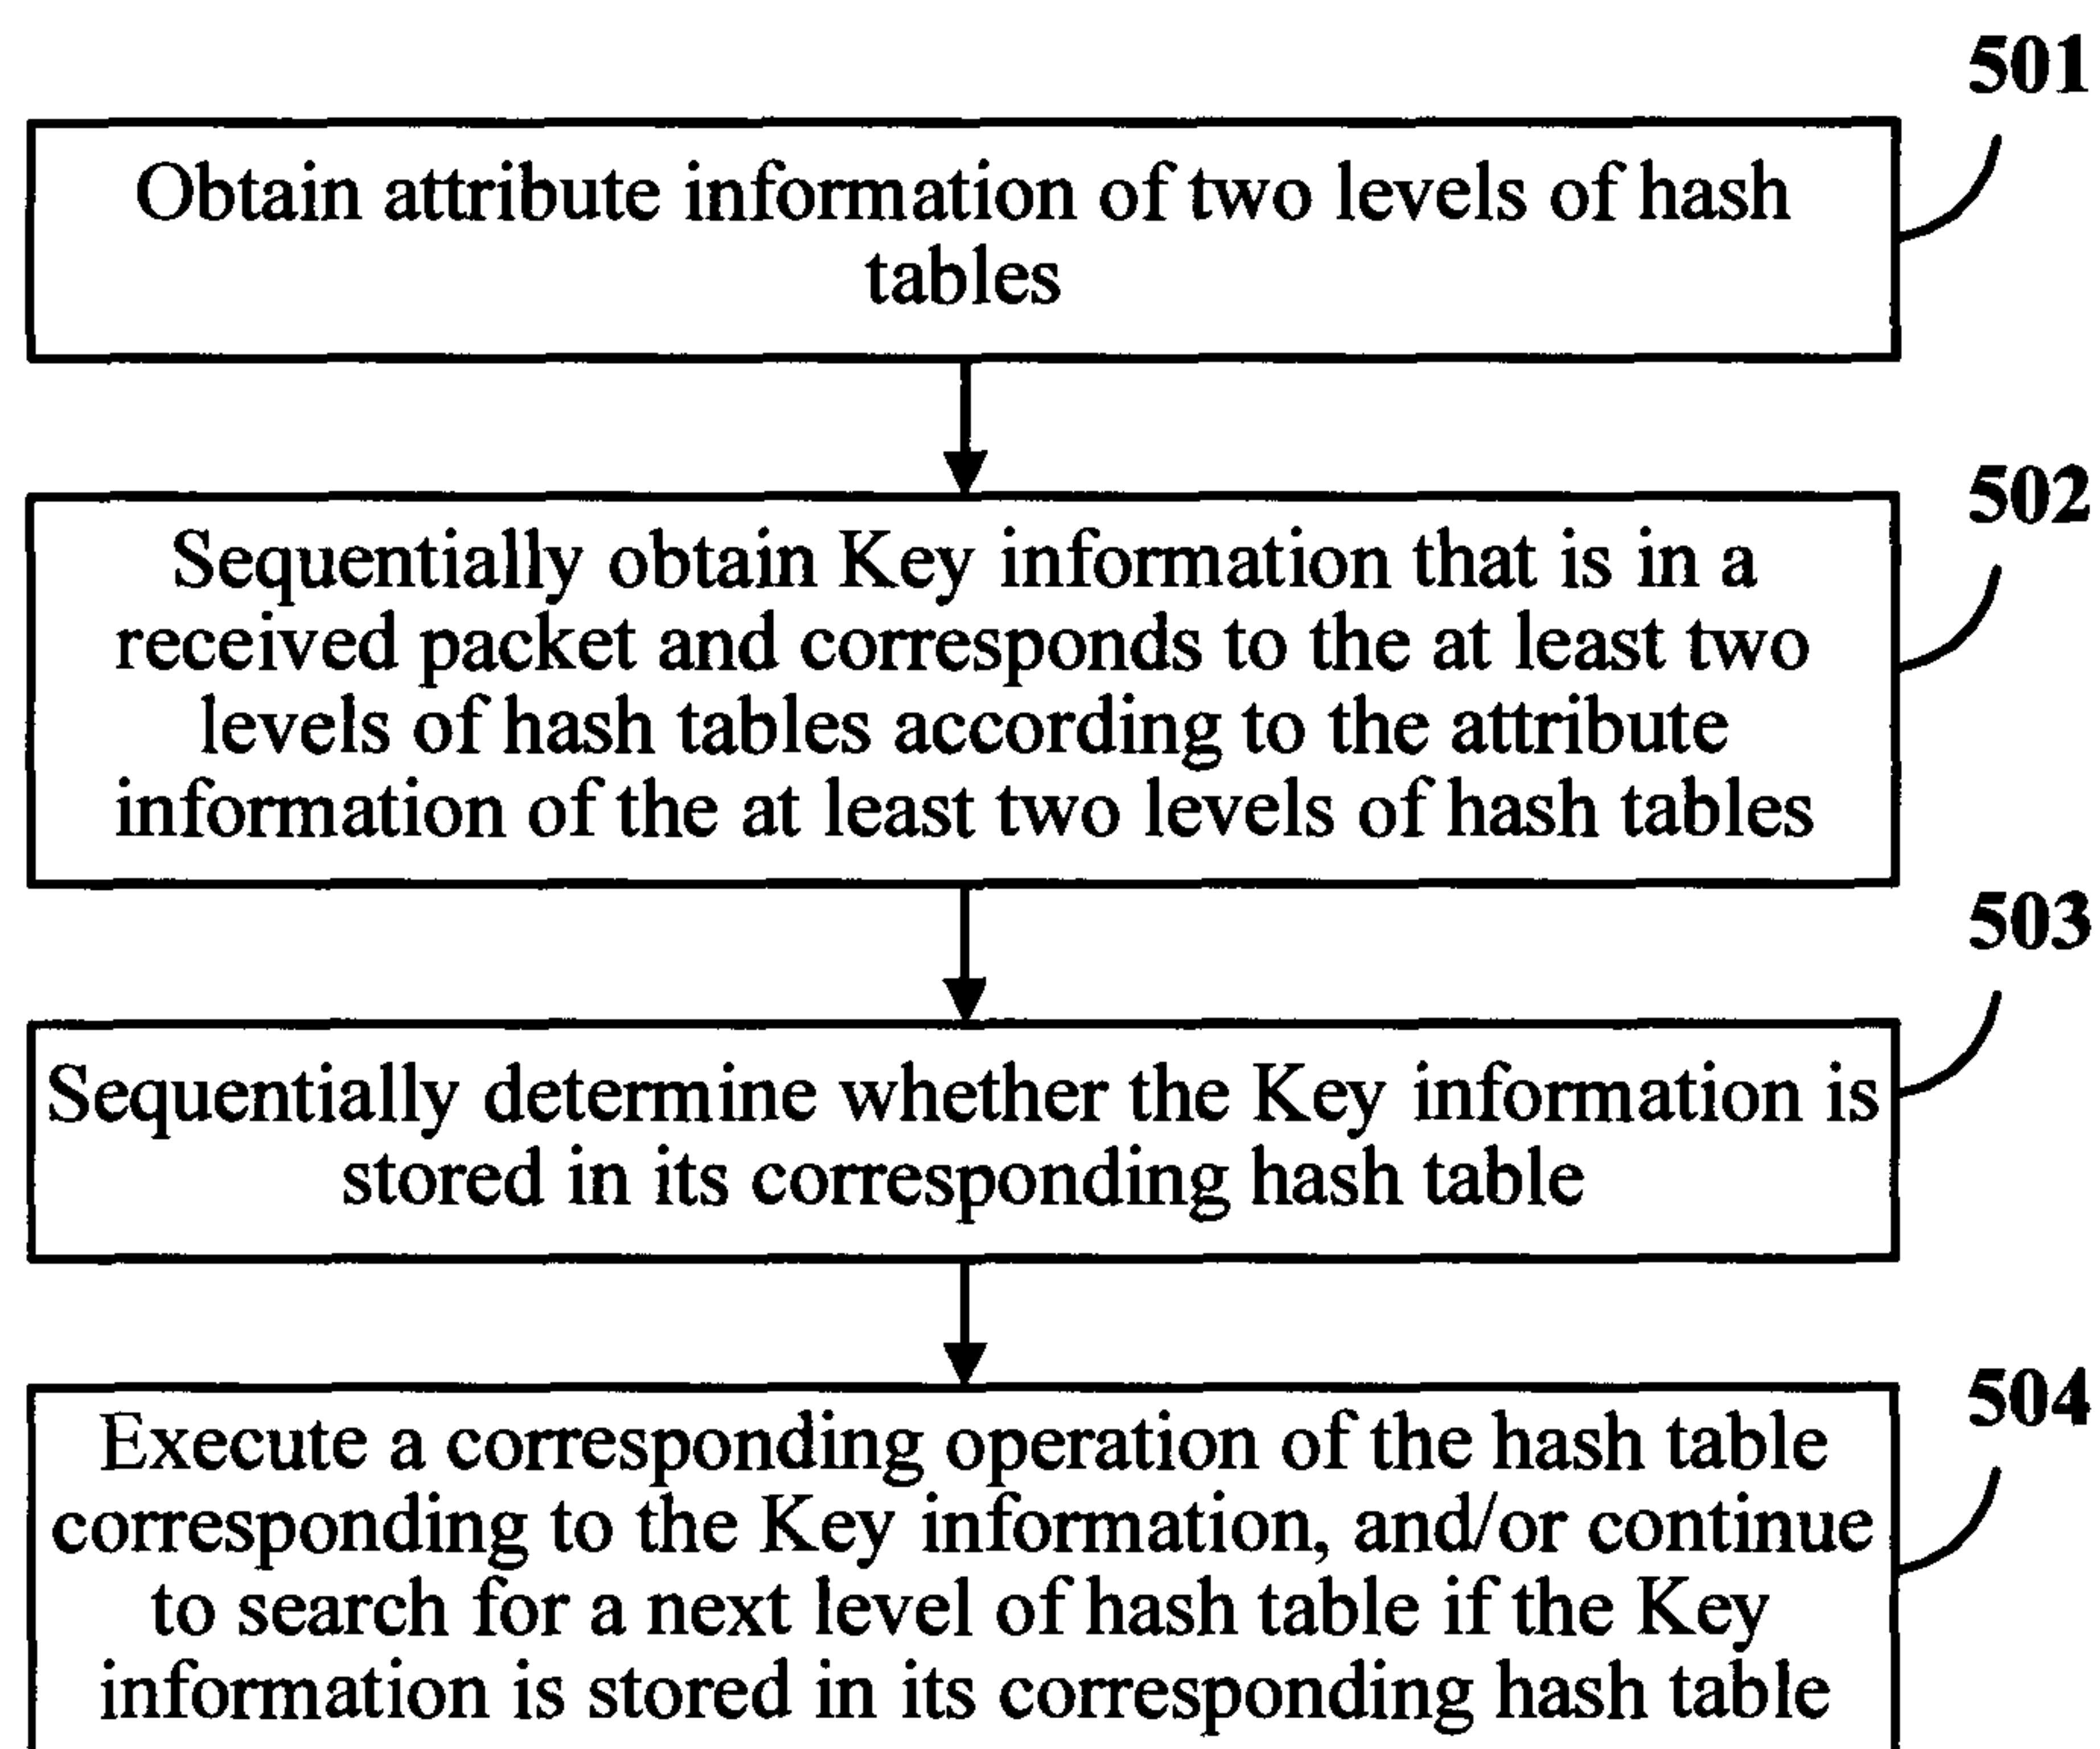 501
Obtain attribute information of two levels of hash
tables
502
Sequentially obtain Key information that is in a
received packet and corresponds to the at least two
levels of hash tables according to the attribute
information of the at least two levels of hash tables
503
Sequentially determine whether the Key information is
stored in its corresponding hash table
504
Execute a corresponding operation of the hash table
corresponding to the Key information, and/or continue
to search for a next level of hash table if the Key
information is stored in its corresponding hash table